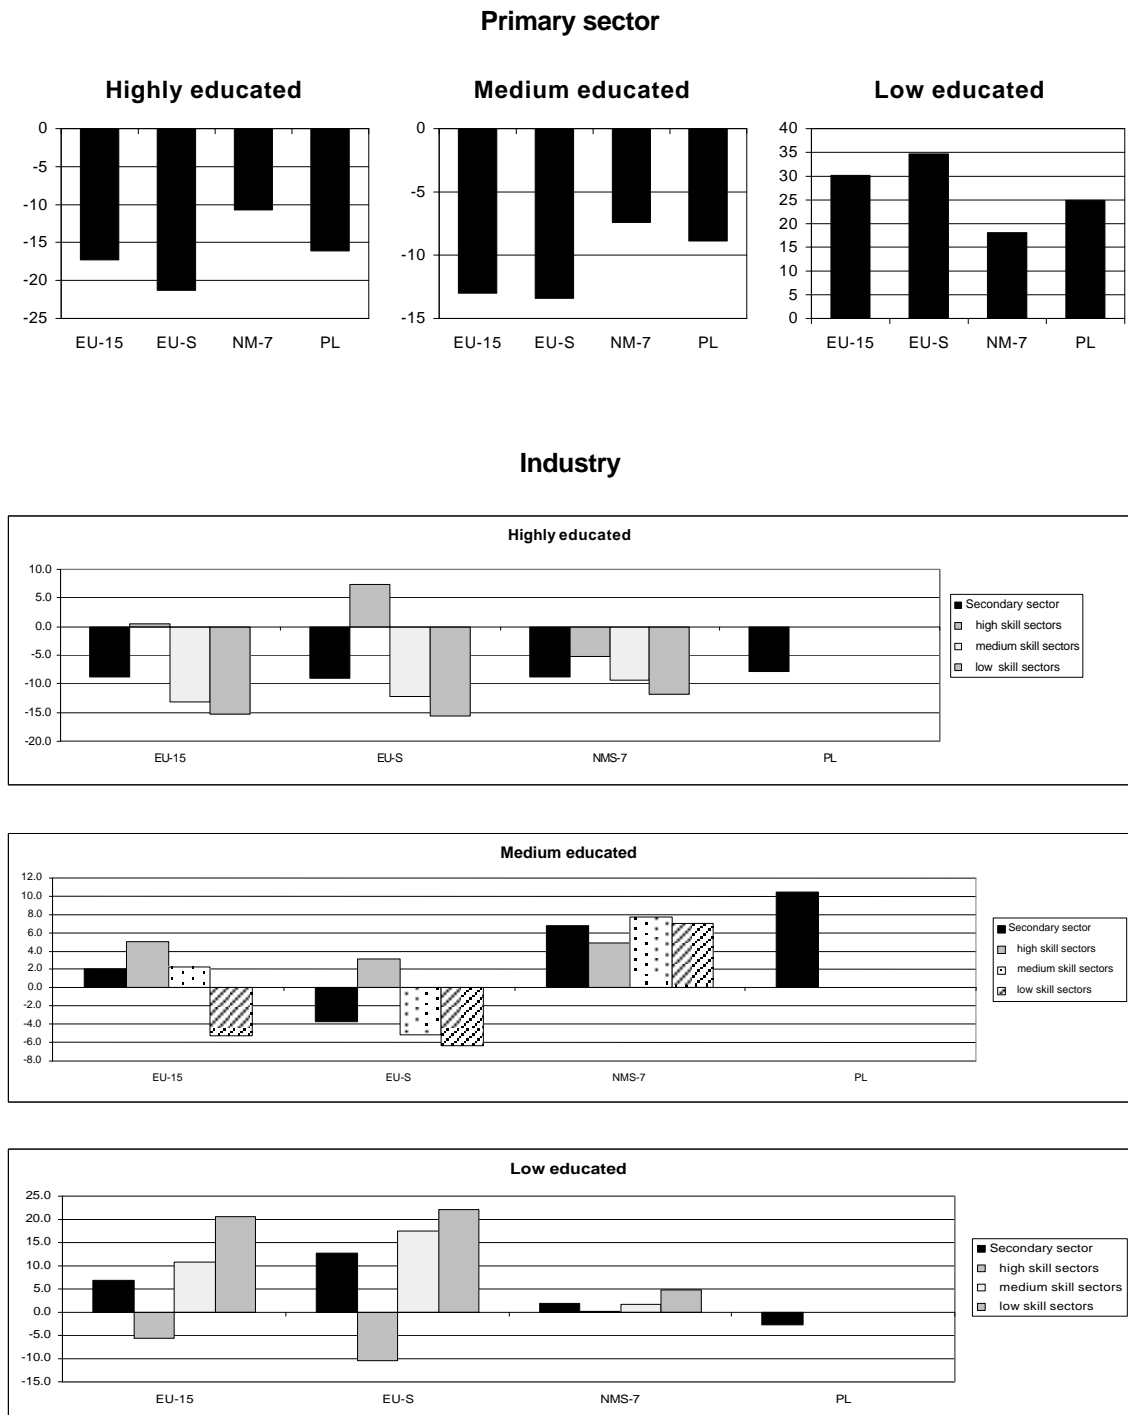 Primary sector
Highly educated
Medium educated
Low educated
0
-5
-10
-15
-20
-25
EU-15 EU-S NM-7 PL
0
-5
-10
-15
EU-15 EU-S NM-7 PL
40
35
30
25
20
15
10
5
0
EU-15 EU-S NM-7 PL
Industry
Highly educated
10.0
5.0
0.0
-5.0
-10.0
-15.0
-20.0
EU-15 EU-S NMS-7 PL
Secondary sector
high skill sectors
medium skill sectors
low skill sectors
Medium educated
12.0
10.0
8.0
6.0
4.0
2.0
0.0
-2.0
-4.0
-6.0
-8.0
EU-15 EU-S NMS-7 PL
Secondary sector
high skill sectors
medium skill sectors
low skill sectors
Low educated
25.0
20.0
15.0
10.0
5.0
0.0
-5.0
-10.0
-15.0
EU-15 EU-S NMS-7 PL
Secondary sector
high skill sectors
medium skill sectors
low skill sectors